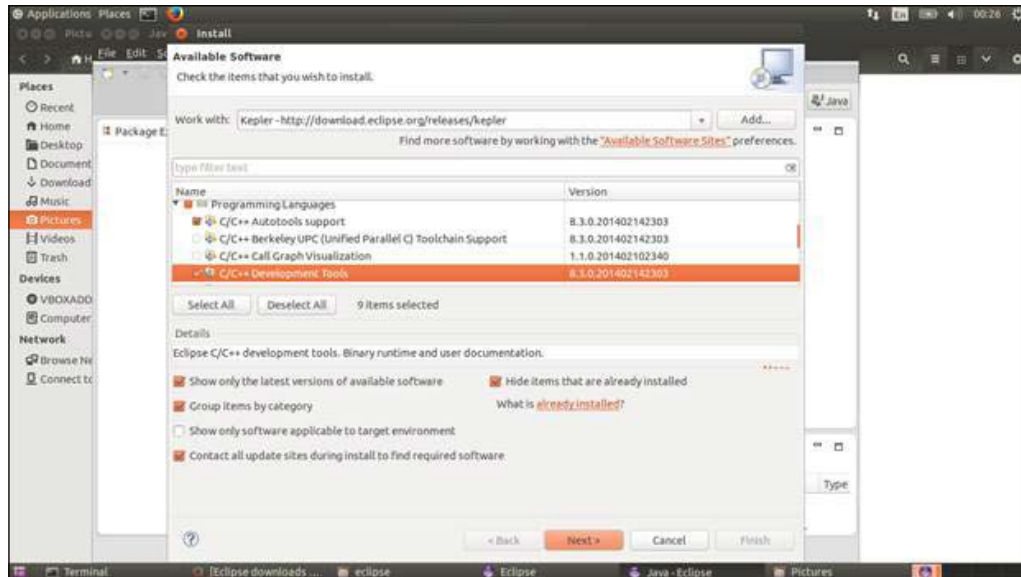 Applications Places
En
00:26
Install
File Edit
Available Software
Check the items that you wish to install.
Places
Recent
Home
Desktop
Document
Download
Music
Pictures
Videos
Trash
Devices
VBOXADD
Computer
Network
Browse Ne
Connect to
Package E
Java
Work with: Kepler - http://download.eclipse.org/releases/kepler
Add...
Find more software by working with the "Available Software Sites" preferences.
type filter text
Name Version
Programming Languages
C/C++ Autotools support 8.3.0.201402142303
C/C++ Berkeley UPC (Unified Parallel C) Toolchain Support 8.3.0.201402142303
C/C++ Call Graph Visualization 1.1.0.201402102340
C/C++ Development Tools 8.3.0.201402142303
Select All Deselect All 9 items selected
Details
Eclipse C/C++ development tools. Binary runtime and user documentation.
Show only the latest versions of available software
Hide items that are already installed
Group items by category
What is already installed?
Show only software applicable to target environment
Contact all update sites during install to find required software
Type
< Back Next > Cancel Finish
Terminal [Eclipse downloads ... eclipse Eclipse Java - Eclipse Pictures